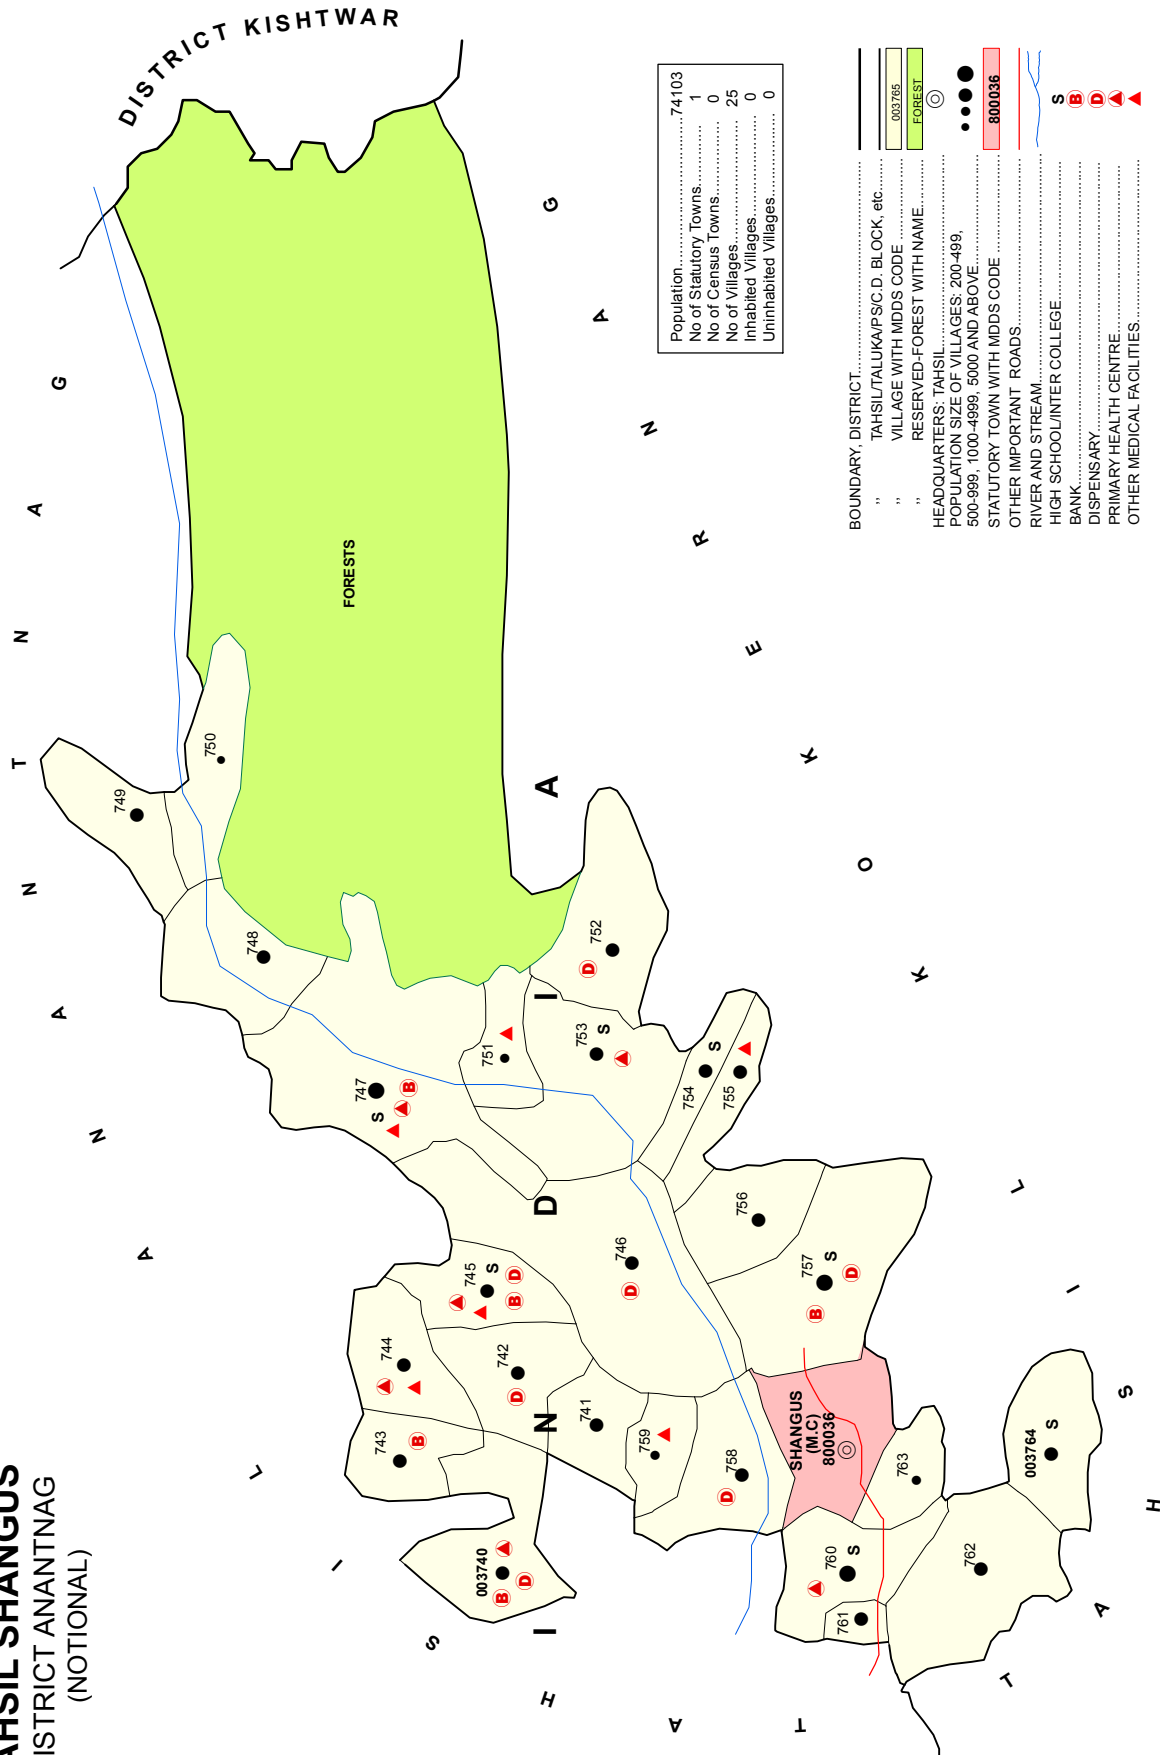 AHSIL SHANGUS
ISTRICT ANANTNAG
(NOTIONAL)
DISTRICT KISHTWAR
TAHSIL ANANTNAG
TAHSIL KOKERANAG
INDIA
FORESTS
749
750
748
747
S
B
751
752
D
753
S
754
S
755
756
757
S
B
D
746
D
745
S
B
D
744
743
B
742
D
741
759
758
D
003740
B
D
SHANGUS
(M.C)
800036
763
760
S
761
762
003764
S
Population..................74103
No of Statutory Towns..... 1
No of Census Towns....... 0
No of Villages................ 25
Inhabited Villages............ 0
Uninhabited Villages........ 0
BOUNDARY, DISTRICT
,, TAHSIL/TALUKA/PS/C.D. BLOCK, etc.
,, VILLAGE WITH MDDS CODE 003765
,, RESERVED-FOREST WITH NAME FOREST
HEADQUARTERS: TAHSIL
POPULATION SIZE OF VILLAGES: 200-499,
500-999, 1000-4999, 5000 AND ABOVE
STATUTORY TOWN WITH MDDS CODE 800036
OTHER IMPORTANT ROADS
RIVER AND STREAM
HIGH SCHOOL/INTER COLLEGE S
BANK B
DISPENSARY D
PRIMARY HEALTH CENTRE
OTHER MEDICAL FACILITIES